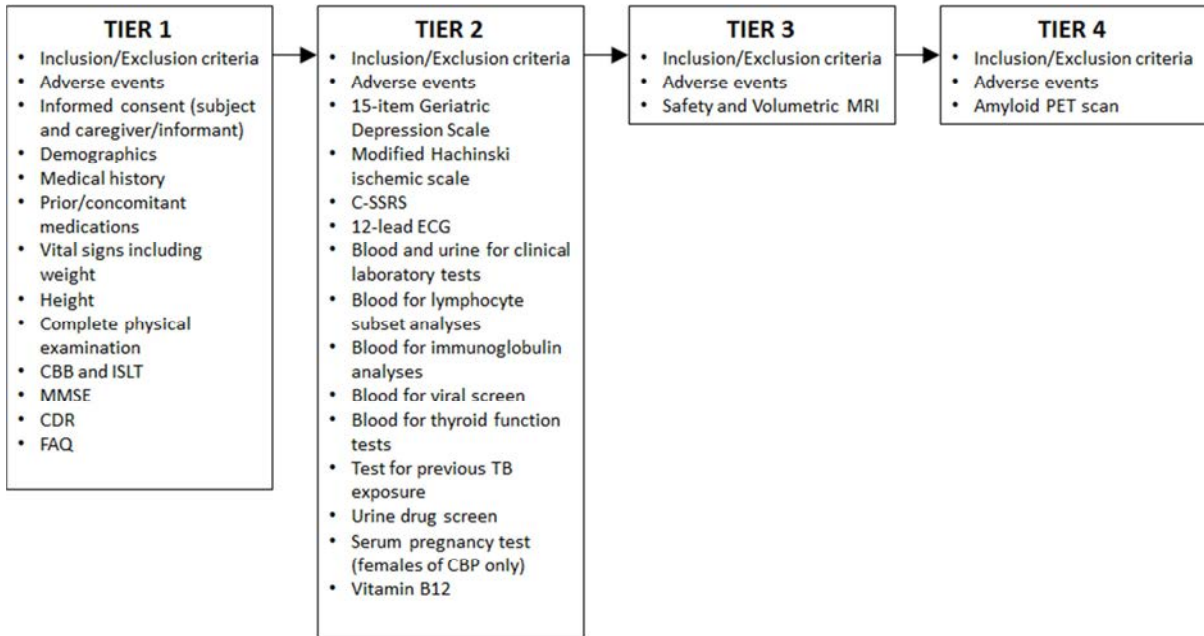 TIER 1
• Inclusion/Exclusion criteria
• Adverse events
• Informed consent (subject
and caregiver/informant)
• Demographics
• Medical history
• Prior/concomitant
medications
• Vital signs including
weight
• Height
• Complete physical
examination
• CBB and ISLT
• MMSE
• CDR
• FAQ
TIER 2
• Inclusion/Exclusion criteria
• Adverse events
• 15-item Geriatric
Depression Scale
• Modified Hachinski
ischemic scale
• C-SSRS
• 12-lead ECG
• Blood and urine for clinical
laboratory tests
• Blood for lymphocyte
subset analyses
• Blood for immunoglobulin
analyses
• Blood for viral screen
• Blood for thyroid function
tests
• Test for previous TB
exposure
• Urine drug screen
• Serum pregnancy test
(females of CBP only)
• Vitamin B12
TIER 3
• Inclusion/Exclusion criteria
• Adverse events
• Safety and Volumetric MRI
TIER 4
• Inclusion/Exclusion criteria
• Adverse events
• Amyloid PET scan